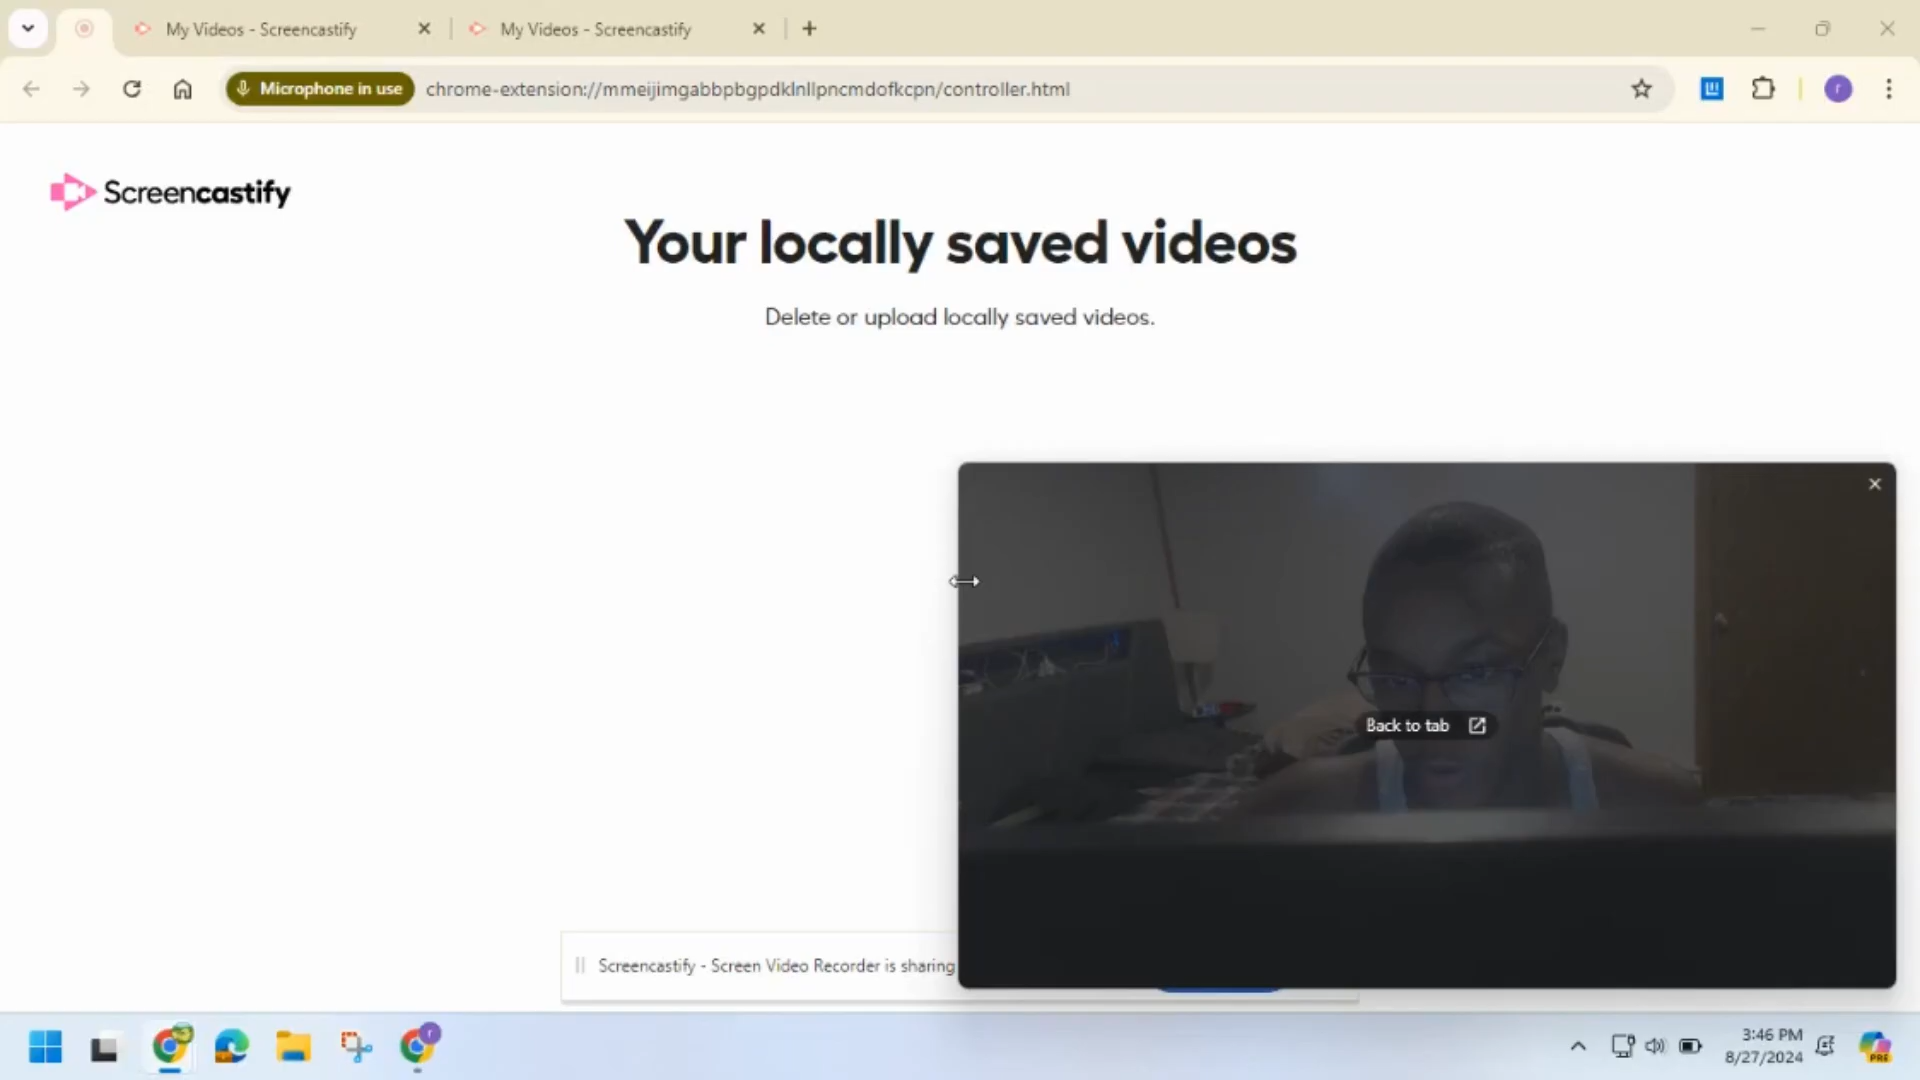 My Videos - Screencastify
My Videos - Screencastify
Microphone in use
chrome-extension://mmeijimgabbpbgpdklnllpncmdofkcpn/controller.html
r
Screencastify
Your locally saved videos
Delete or upload locally saved videos.
Back to tab
Screencastify - Screen Video Recorder is sharing
r
3:46 PM
8/27/2024
PRE